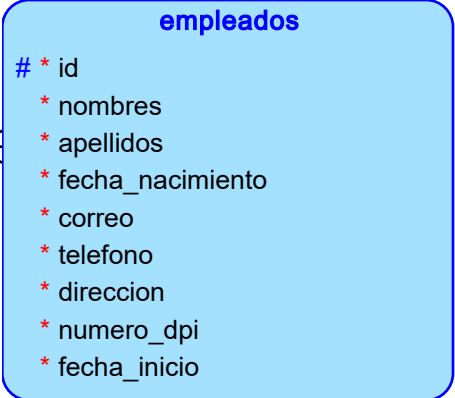 empleados
# * id
* nombres
* apellidos
* fecha_nacimiento
* correo
* telefono
* direccion
* numero_dpi
* fecha_inicio